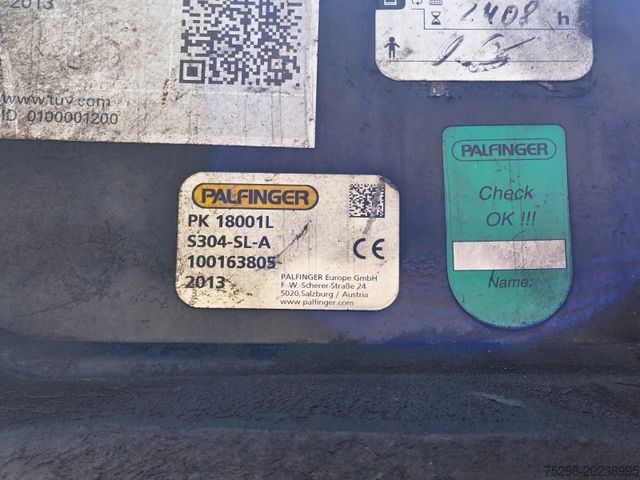 2013
www.tuv.com
ID 0100001200
2408 h
PALFINGER
PK 18001L
S304-SL-A
100163805
2013
CE
PALFINGER Europe GmbH
F.-W.-Scherer-Straße 24
5020 Salzburg / Austria
www.palfinger.com
PALFINGER
Check
OK !!!
Name:
75298-20236995